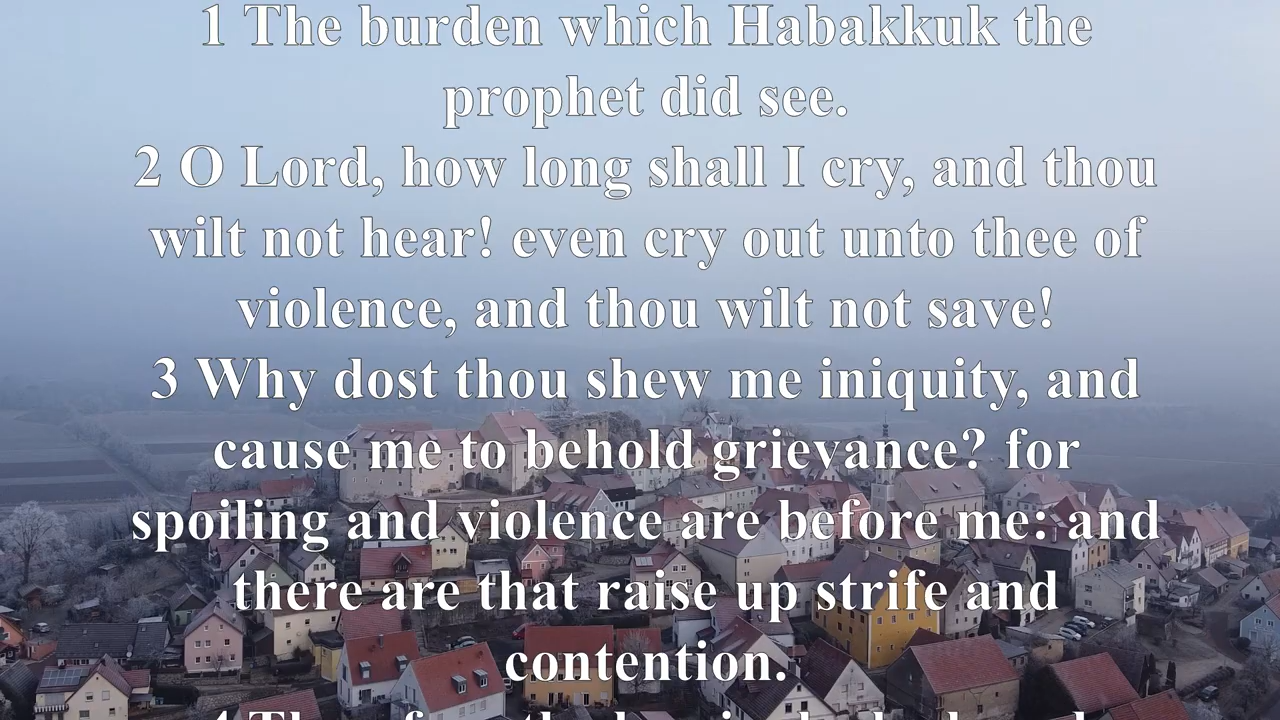 1 The burden which Habakkuk the
prophet did see.
2 O Lord, how long shall I cry, and thou
wilt not hear! even cry out unto thee of
violence, and thou wilt not save!
3 Why dost thou shew me iniquity, and
cause me to behold grievance? for
spoiling and violence are before me: and
there are that raise up strife and
contention.